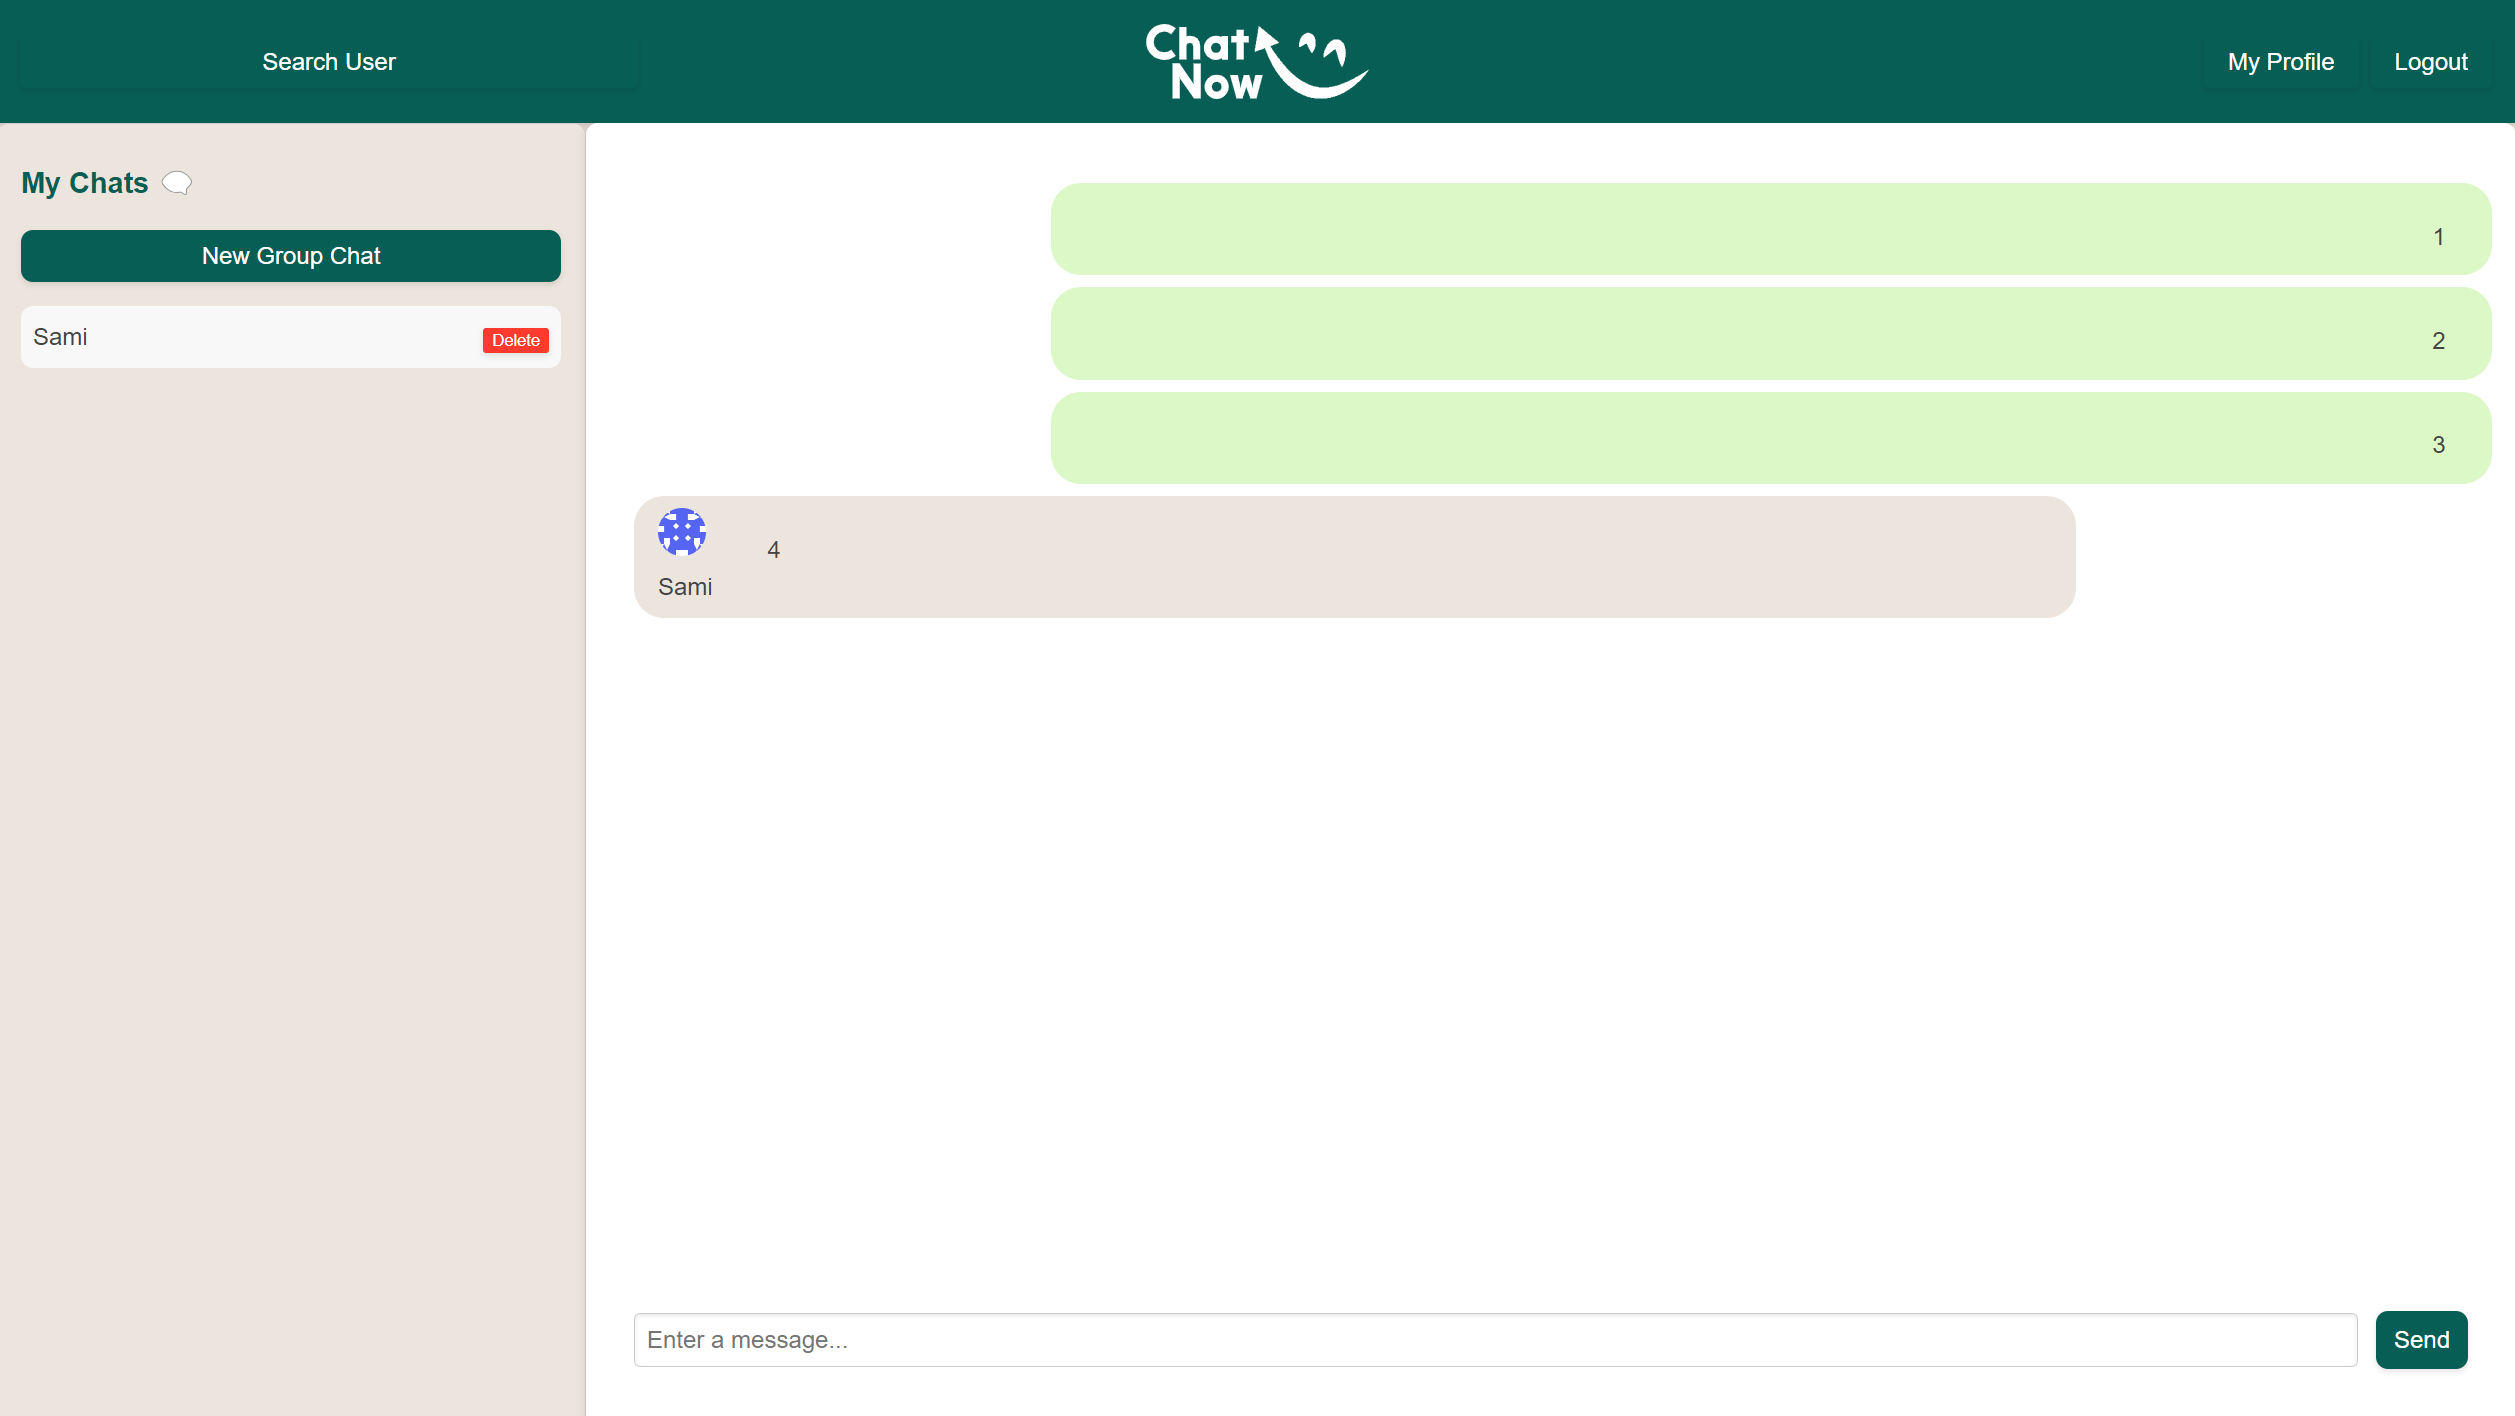 Search User
Chat
Now
My Profile
Logout
My Chats
New Group Chat
Sami
Delete
1
2
3
4
Sami
Enter a message...
Send